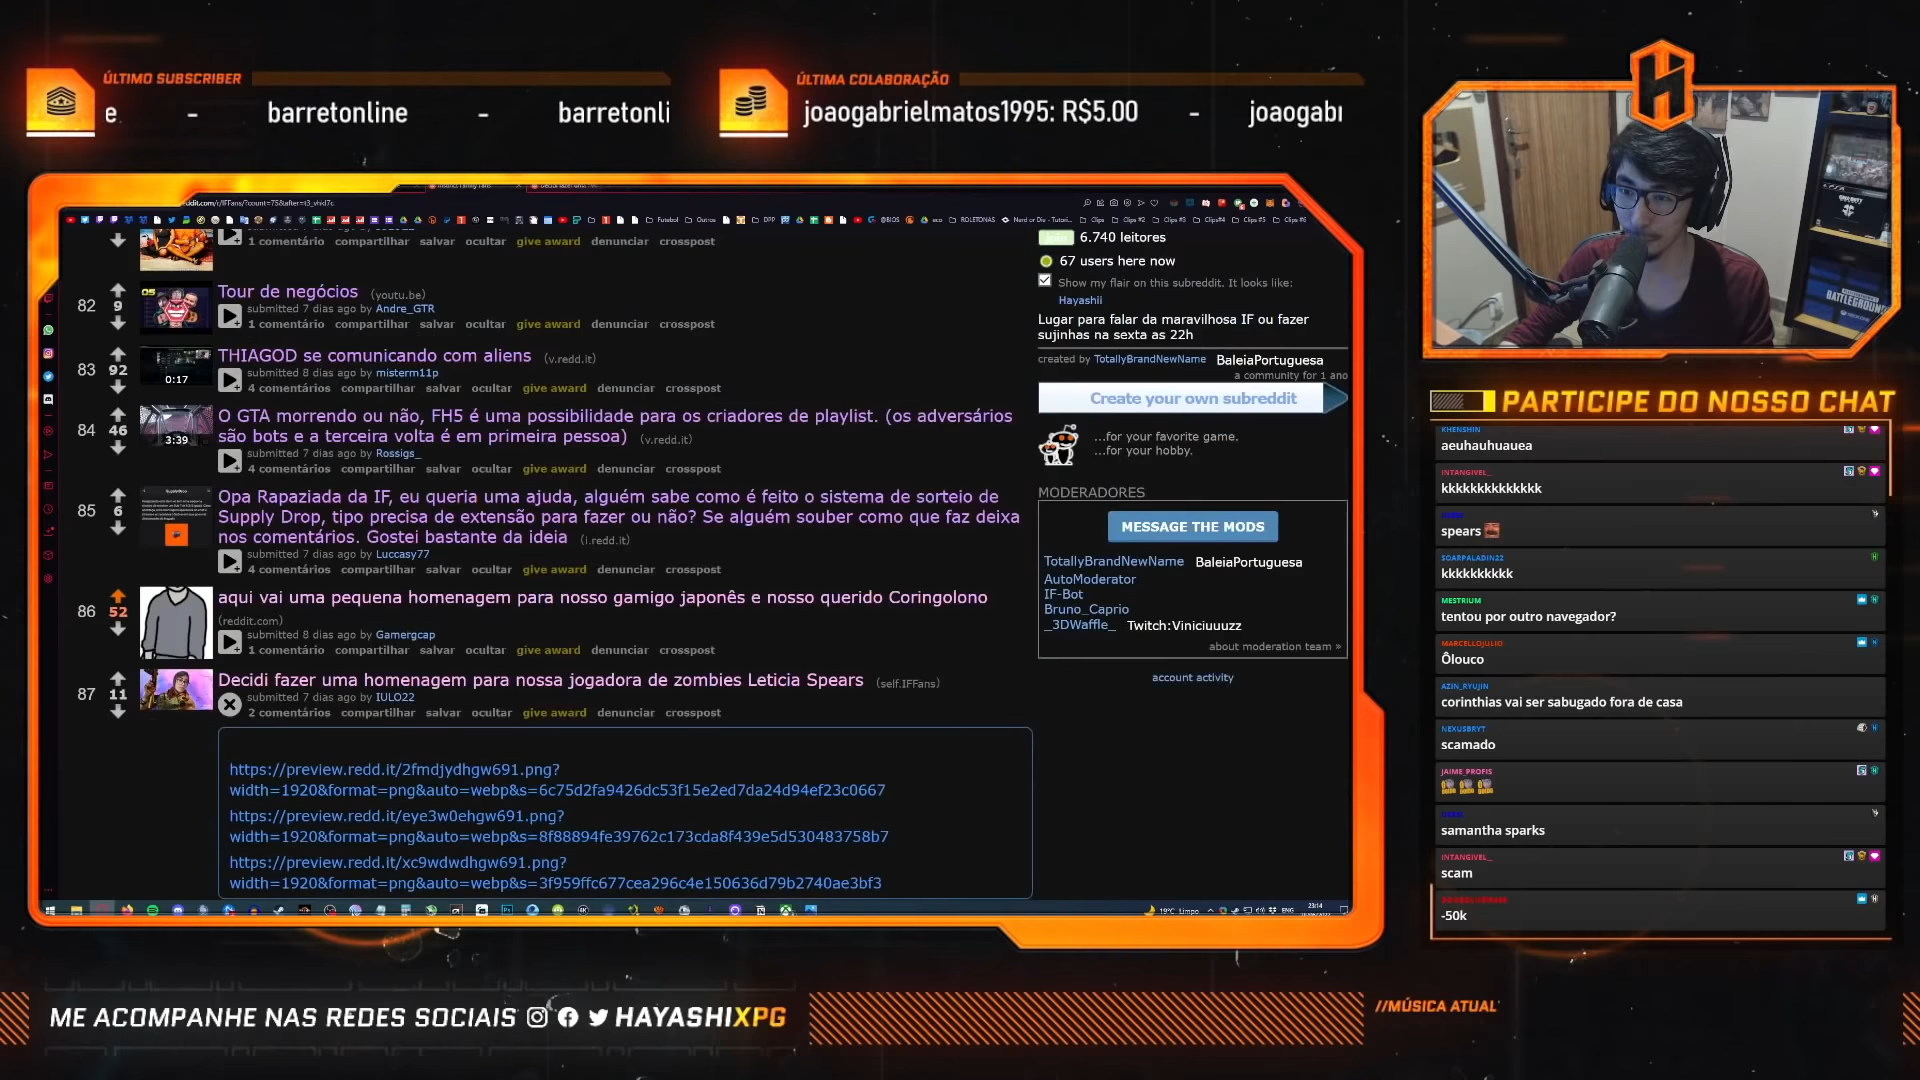 ÚLTIMO SUBSCRIBER
e - barretonline - barretonli
ÚLTIMA COLABORAÇÃO
joaogabrielmatos1995: R$5.00 - joaogabr
1 comentário compartilhar salvar ocultar give award denunciar crosspost
82 9 Tour de negócios (youtu.be)
submitted 7 dias ago by Andre_GTR
1 comentário compartilhar salvar ocultar give award denunciar crosspost
83 92 THIAGOD se comunicando com aliens (v.redd.it)
0:17
submitted 8 dias ago by misterm11p
4 comentários compartilhar salvar ocultar give award denunciar crosspost
84 46 O GTA morrendo ou não, FH5 é uma possibilidade para os criadores de playlist. (os adversários
são bots e a terceira volta é em primeira pessoa) (v.redd.it)
3:39
submitted 7 dias ago by Rossigs_
4 comentários compartilhar salvar ocultar give award denunciar crosspost
85 6 Opa Rapaziada da IF, eu queria uma ajuda, alguém sabe como é feito o sistema de sorteio de
Supply Drop, tipo precisa de extensão para fazer ou não? Se alguém souber como que faz deixa
nos comentários. Gostei bastante da ideia (i.redd.it)
submitted 7 dias ago by Luccasy77
4 comentários compartilhar salvar ocultar give award denunciar crosspost
86 52 aqui vai uma pequena homenagem para nosso gamigo japonês e nosso querido Coringolono
(reddit.com)
submitted 8 dias ago by Gamergcap
1 comentário compartilhar salvar ocultar give award denunciar crosspost
87 11 Decidi fazer uma homenagem para nossa jogadora de zombies Leticia Spears (self.IFFans)
submitted 7 dias ago by IULO22
2 comentários compartilhar salvar ocultar give award denunciar crosspost
https://preview.redd.it/2fmdjydhgw691.png?
width=1920&format=png&auto=webp&s=6c75d2fa9426dc53f15e2ed7da24d94ef23c0667
https://preview.redd.it/eye3w0ehgw691.png?
width=1920&format=png&auto=webp&s=8f88894fe39762c173cda8f439e5d530483758b7
https://preview.redd.it/xc9wdwdhgw691.png?
width=1920&format=png&auto=webp&s=3f959ffc677cea296c4e150636d79b2740ae3bf3
6.740 leitores
67 users here now
Show my flair on this subreddit. It looks like:
Hayashii
Lugar para falar da maravilhosa IF ou fazer
sujinhas na sexta as 22h
created by TotallyBrandNewName BaleiaPortuguesa
a community for 1 ano
Create your own subreddit
...for your favorite game.
...for your hobby.
MODERADORES
MESSAGE THE MODS
TotallyBrandNewName BaleiaPortuguesa
AutoModerator
IF-Bot
Bruno_Caprio
_3DWaffle_ Twitch:Viniciuuuzz
about moderation team »
account activity
19°C Limpo ENG 23:14
PARTICIPE DO NOSSO CHAT
KHENSHIN
aeuhauhuauea
INTANGIVEL_
kkkkkkkkkkkkkk
spears
SOARPALADIN22
kkkkkkkkkk
MESTRIUM
tentou por outro navegador?
MARCELLOJULIO
Ôlouco
AZIN_RYUJIN
corinthias vai ser sabugado fora de casa
NEXUSBRYT
scamado
JAIME_PROFIS
samantha sparks
INTANGIVEL_
scam
-50k
ME ACOMPANHE NAS REDES SOCIAIS HAYASHIXPG
//MÚSICA ATUAL